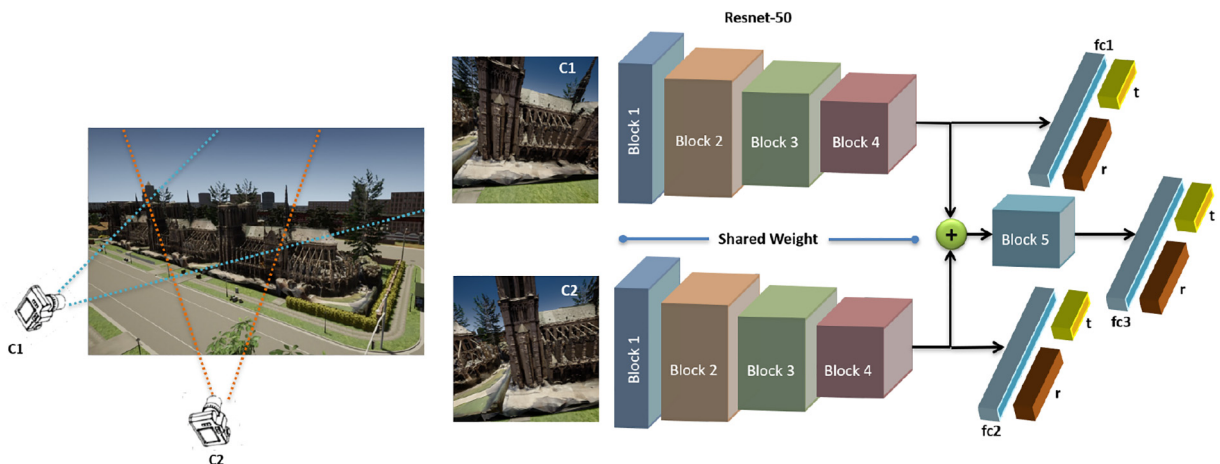 Resnet-50
C1
Block 1
Block 2
Block 3
Block 4
fc1
t
r
Shared Weight
+
Block 5
t
r
fc3
C2
Block 1
Block 2
Block 3
Block 4
t
r
fc2
C1
C2